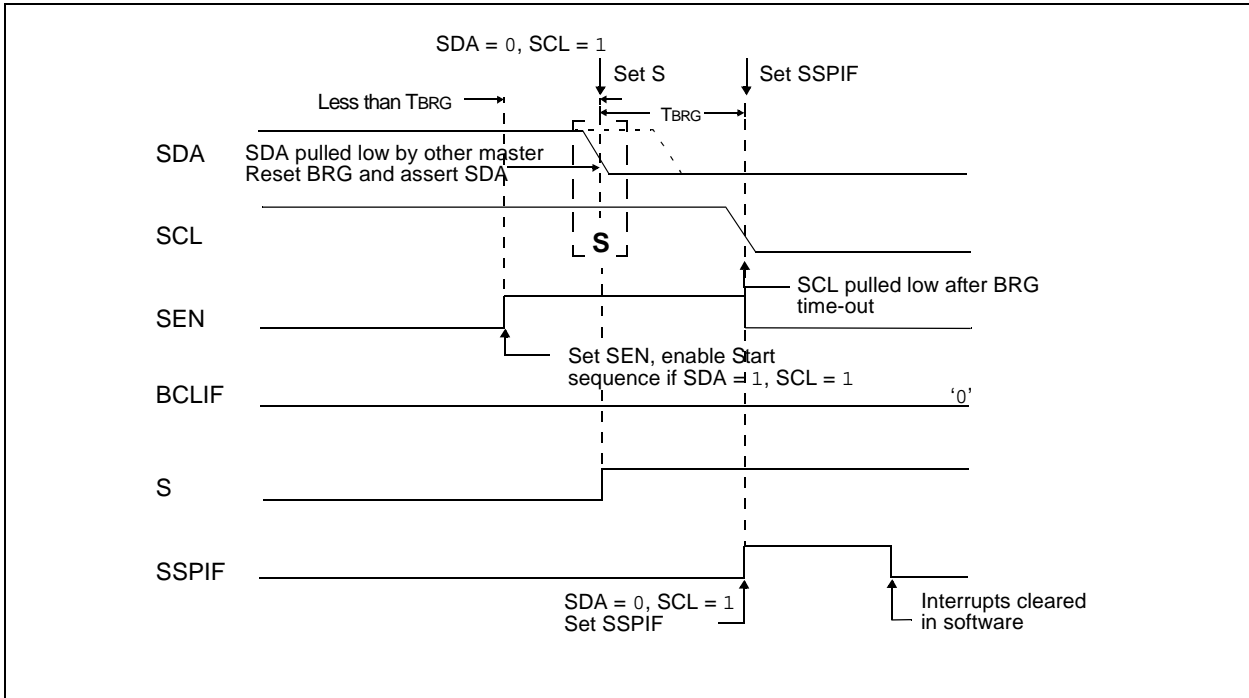 SDA = 0, SCL = 1
Set S
Set SSPIF
Less than TBRG
TBRG
SDA
SDA pulled low by other master
Reset BRG and assert SDA
SCL
S
SCL pulled low after BRG
time-out
SEN
Set SEN, enable Start
sequence if SDA = 1, SCL = 1
BCLIF
‘0’
S
SSPIF
SDA = 0, SCL = 1
Set SSPIF
Interrupts cleared
in software